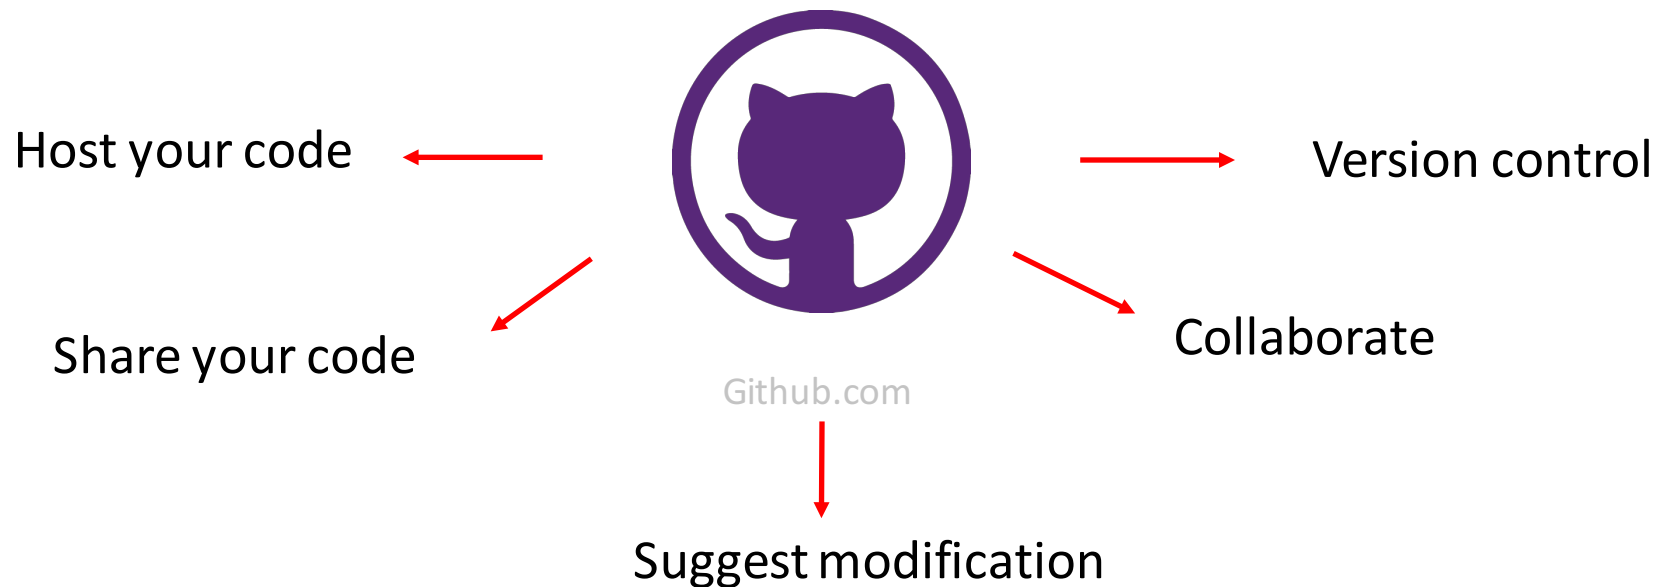 Host your code
Version control
Share your code
Collaborate
Github.com
Suggest modification